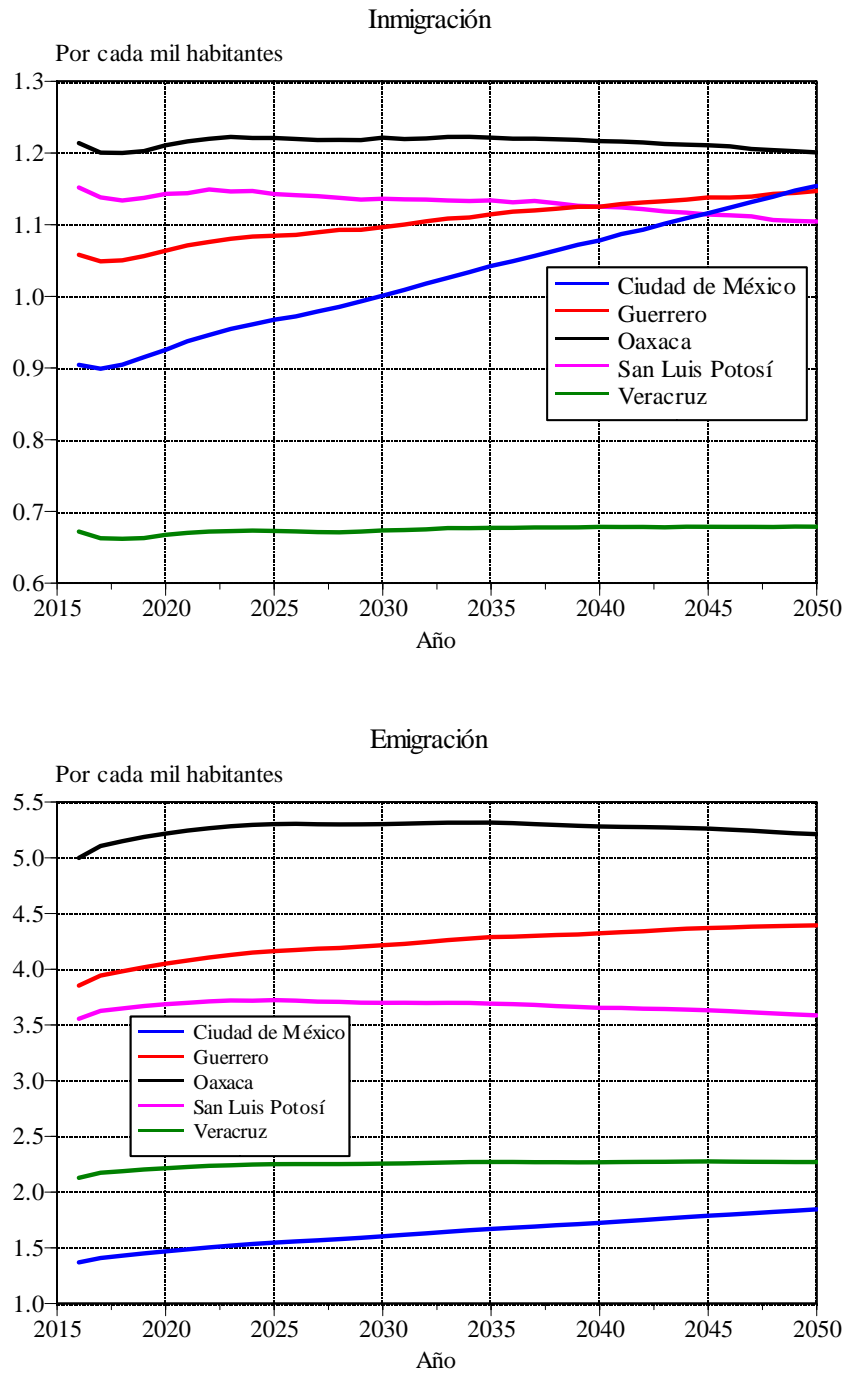 Inmigración
Por cada mil habitantes
1.3
1.2
1.1
1.0
0.9
0.8
0.7
0.6
Ciudad de México
Guerrero
Oaxaca
San Luis Potosí
Veracruz
2015 2020 2025 2030 2035 2040 2045 2050
Año
Emigración
Por cada mil habitantes
5.5
5.0
4.5
4.0
3.5
3.0
2.5
2.0
1.5
1.0
Ciudad de México
Guerrero
Oaxaca
San Luis Potosí
Veracruz
2015 2020 2025 2030 2035 2040 2045 2050
Año